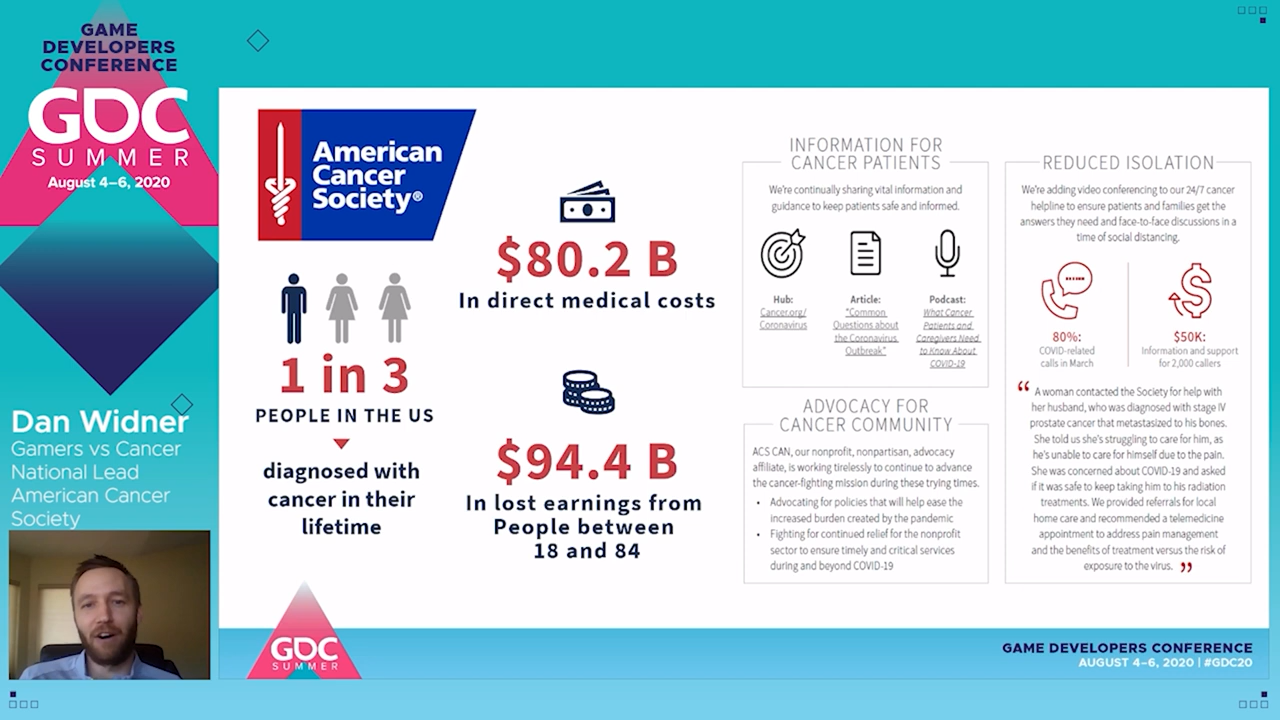 GAME
DEVELOPERS
CONFERENCE
GDC
SUMMER
August 4–6, 2020
Dan Widner
Gamers vs Cancer
National Lead
American Cancer
Society
American
Cancer
Society®
1 in 3
PEOPLE IN THE US
diagnosed with
cancer in their
lifetime
$80.2 B
In direct medical costs
$94.4 B
In lost earnings from
People between
18 and 84
INFORMATION FOR
CANCER PATIENTS
We're continually sharing vital information and
guidance to keep patients safe and informed.
Hub:
Cancer.org/
Coronavirus
Article:
"Common
Questions about
the Coronavirus
Outbreak"
Podcast:
What Cancer
Patients and
Caregivers Need
to Know About
COVID-19
ADVOCACY FOR
CANCER COMMUNITY
ACS CAN, our nonprofit, nonpartisan, advocacy
affiliate, is working tirelessly to continue to advance
the cancer-fighting mission during these trying times.
• Advocating for policies that will help ease the
increased burden created by the pandemic
• Fighting for continued relief for the nonprofit
sector to ensure timely and critical services
during and beyond COVID-19
REDUCED ISOLATION
We're adding video conferencing to our 24/7 cancer
helpline to ensure patients and families get the
answers they need and face-to-face discussions in a
time of social distancing.
80%:
COVID-related
calls in March
$50K:
Information and support
for 2,000 callers
“ A woman contacted the Society for help with
her husband, who was diagnosed with stage IV
prostate cancer that metastasized to his bones.
She told us she's struggling to care for him, as
he's unable to care for himself due to the pain.
She was concerned about COVID-19 and asked
if it was safe to keep taking him to his radiation
treatments. We provided referrals for local
home care and recommended a telemedicine
appointment to address pain management
and the benefits of treatment versus the risk of
exposure to the virus. ”
GDC
SUMMER
GAME DEVELOPERS CONFERENCE
AUGUST 4–6, 2020 | #GDC20